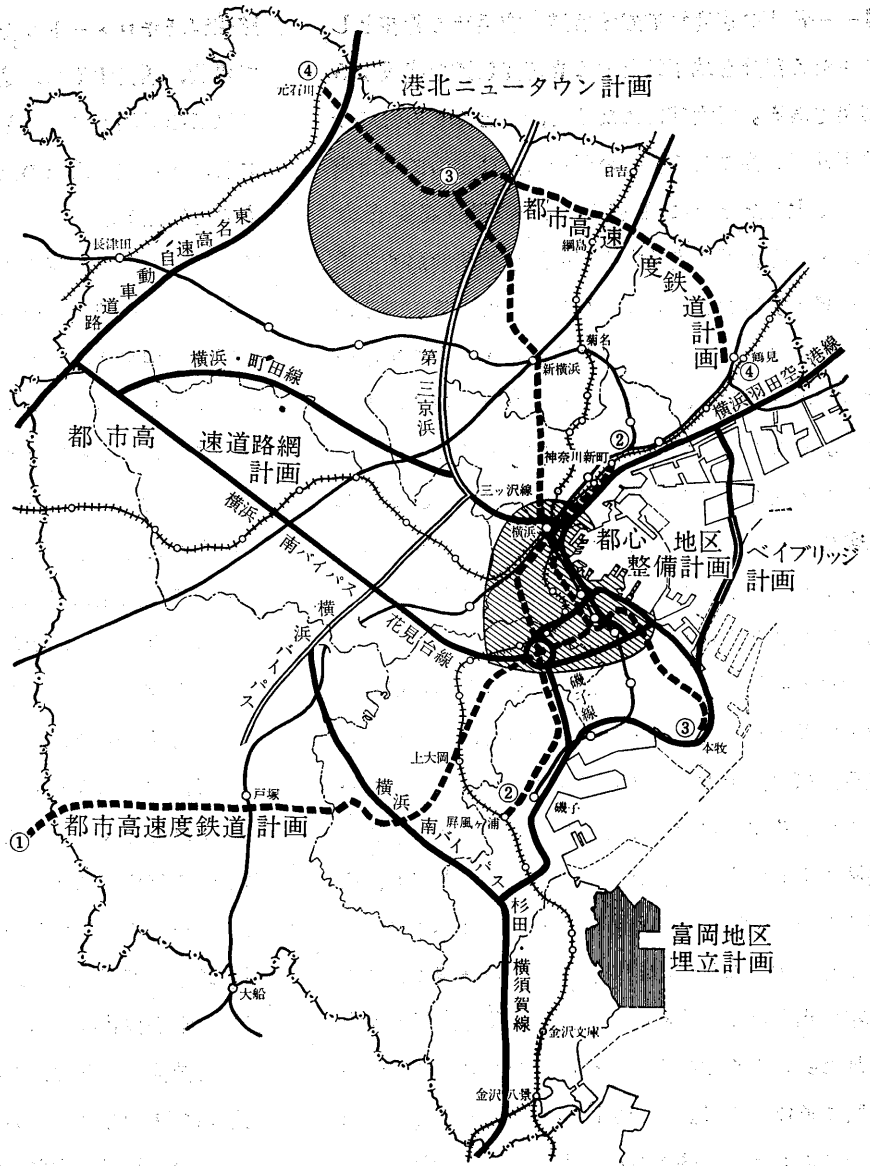 ④
元石川
港北ニュータウン計画
③
日吉
都市高速度鉄道計画
綱島
長津田
東名高速自動車道路
菊名
鶴見
④
新横浜
横浜羽田空港線
横浜・町田線
第三京浜
②
神奈川新町
都市高速道路網
計画
三ッ沢線
横浜
都心地区
整備計画
ベイブリッジ
計画
横浜南バイパス
花見台線
横浜バイパス
磯子線
③
本牧
上大岡
②
戸塚
横浜南バイパス
屏風ヶ浦
磯子
都市高速度鉄道計画
①
杉田・横須賀線
富岡地区
埋立計画
大船
金沢文庫
金沢八景